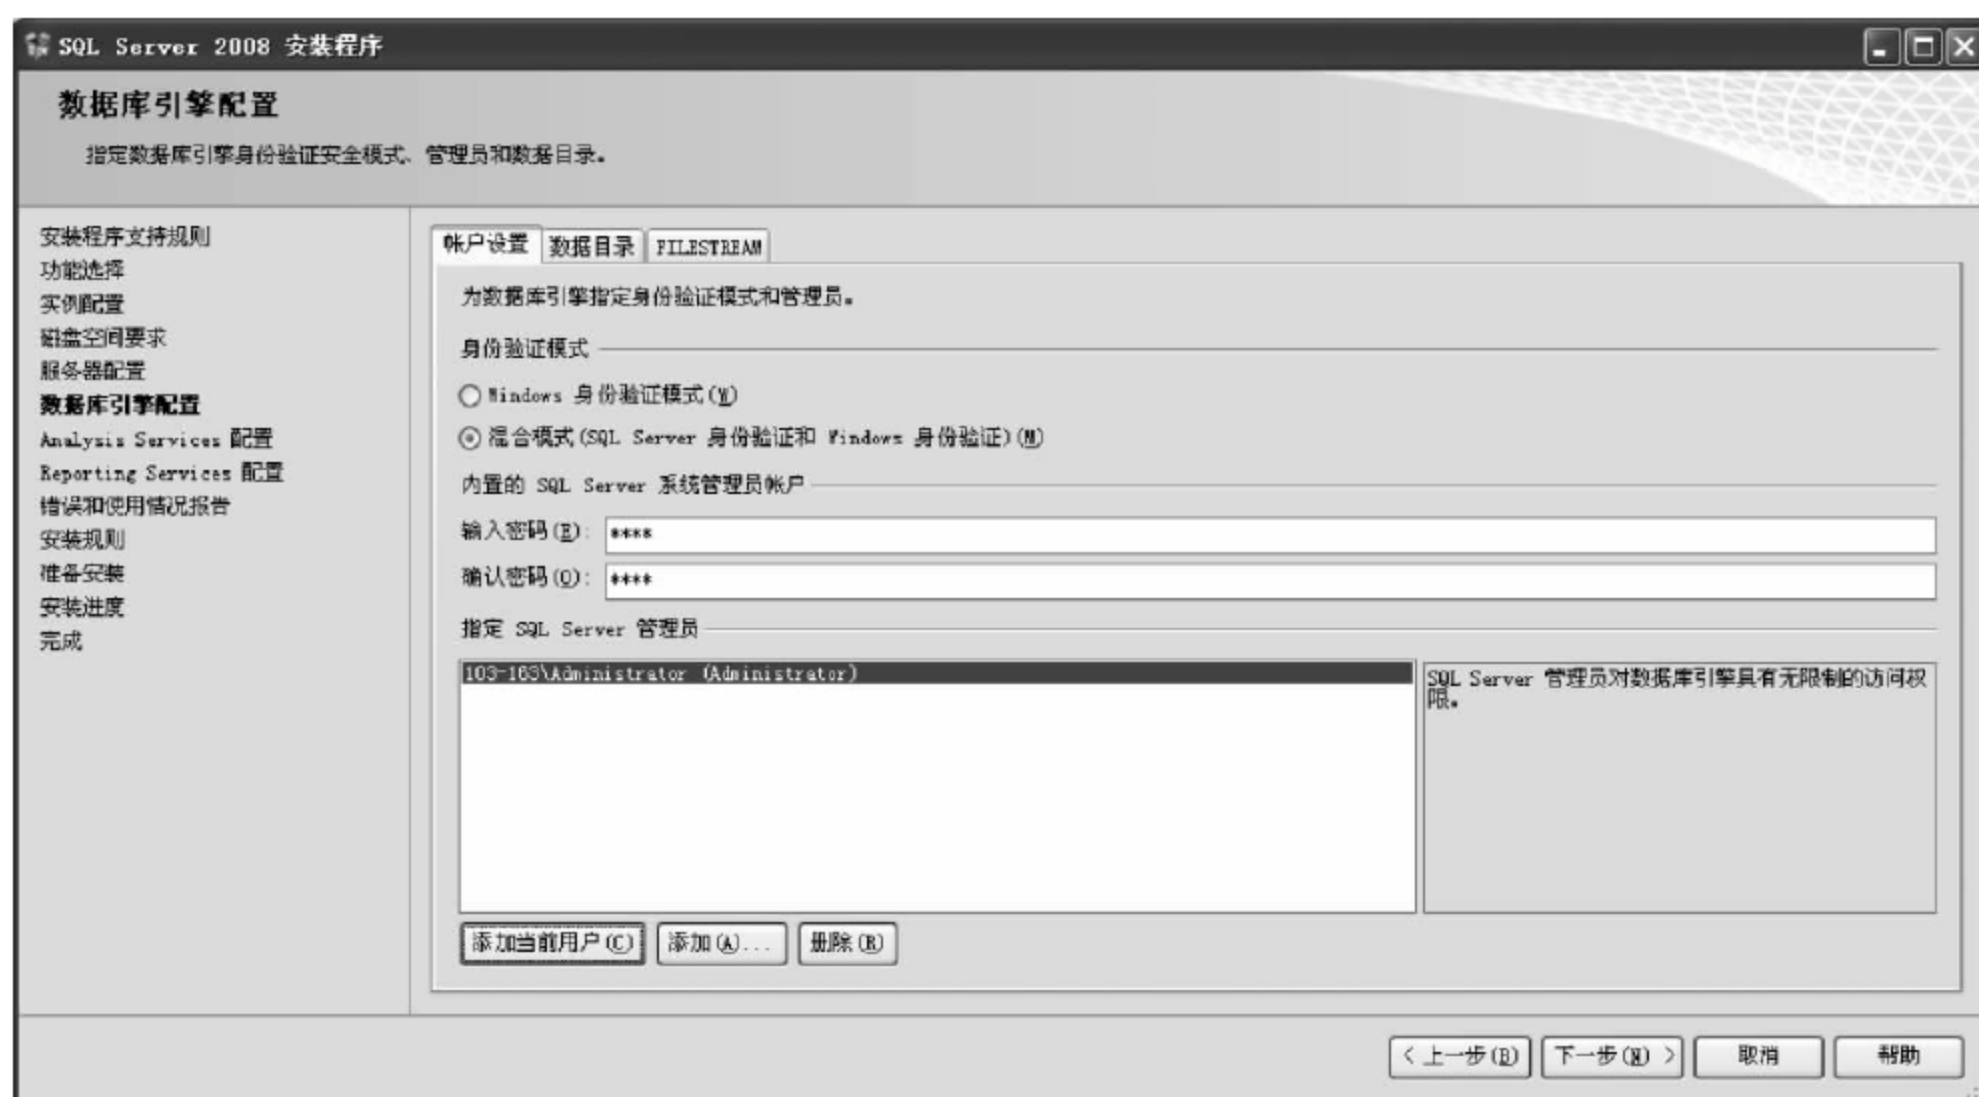 SQL Server 2008 安装程序
数据库引擎配置
指定数据库引擎身份验证安全模式、管理员和数据目录。
安装程序支持规则
功能选择
实例配置
磁盘空间要求
服务器配置
数据库引擎配置
Analysis Services 配置
Reporting Services 配置
错误和使用情况报告
安装规则
准备安装
安装进度
完成
帐户设置 数据目录 FILESTREAM
为数据库引擎指定身份验证模式和管理员。
身份验证模式
Windows 身份验证模式(W)
混合模式(SQL Server 身份验证和 Windows 身份验证)(M)
内置的 SQL Server 系统管理员帐户
输入密码(E): ****
确认密码(O): ****
指定 SQL Server 管理员
103-163\Administrator (Administrator)
SQL Server 管理员对数据库引擎具有无限制的访问权
限。
添加当前用户(C) 添加(A)... 删除(R)
< 上一步(B) 下一步(N) > 取消 帮助